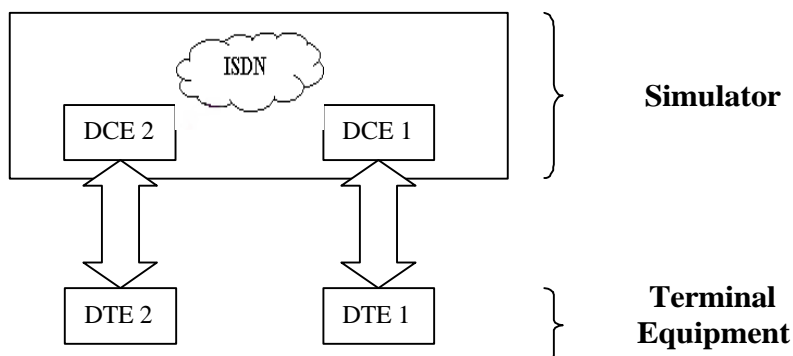 ISDN
DCE 2
DCE 1
Simulator
DTE 2
DTE 1
Terminal
Equipment